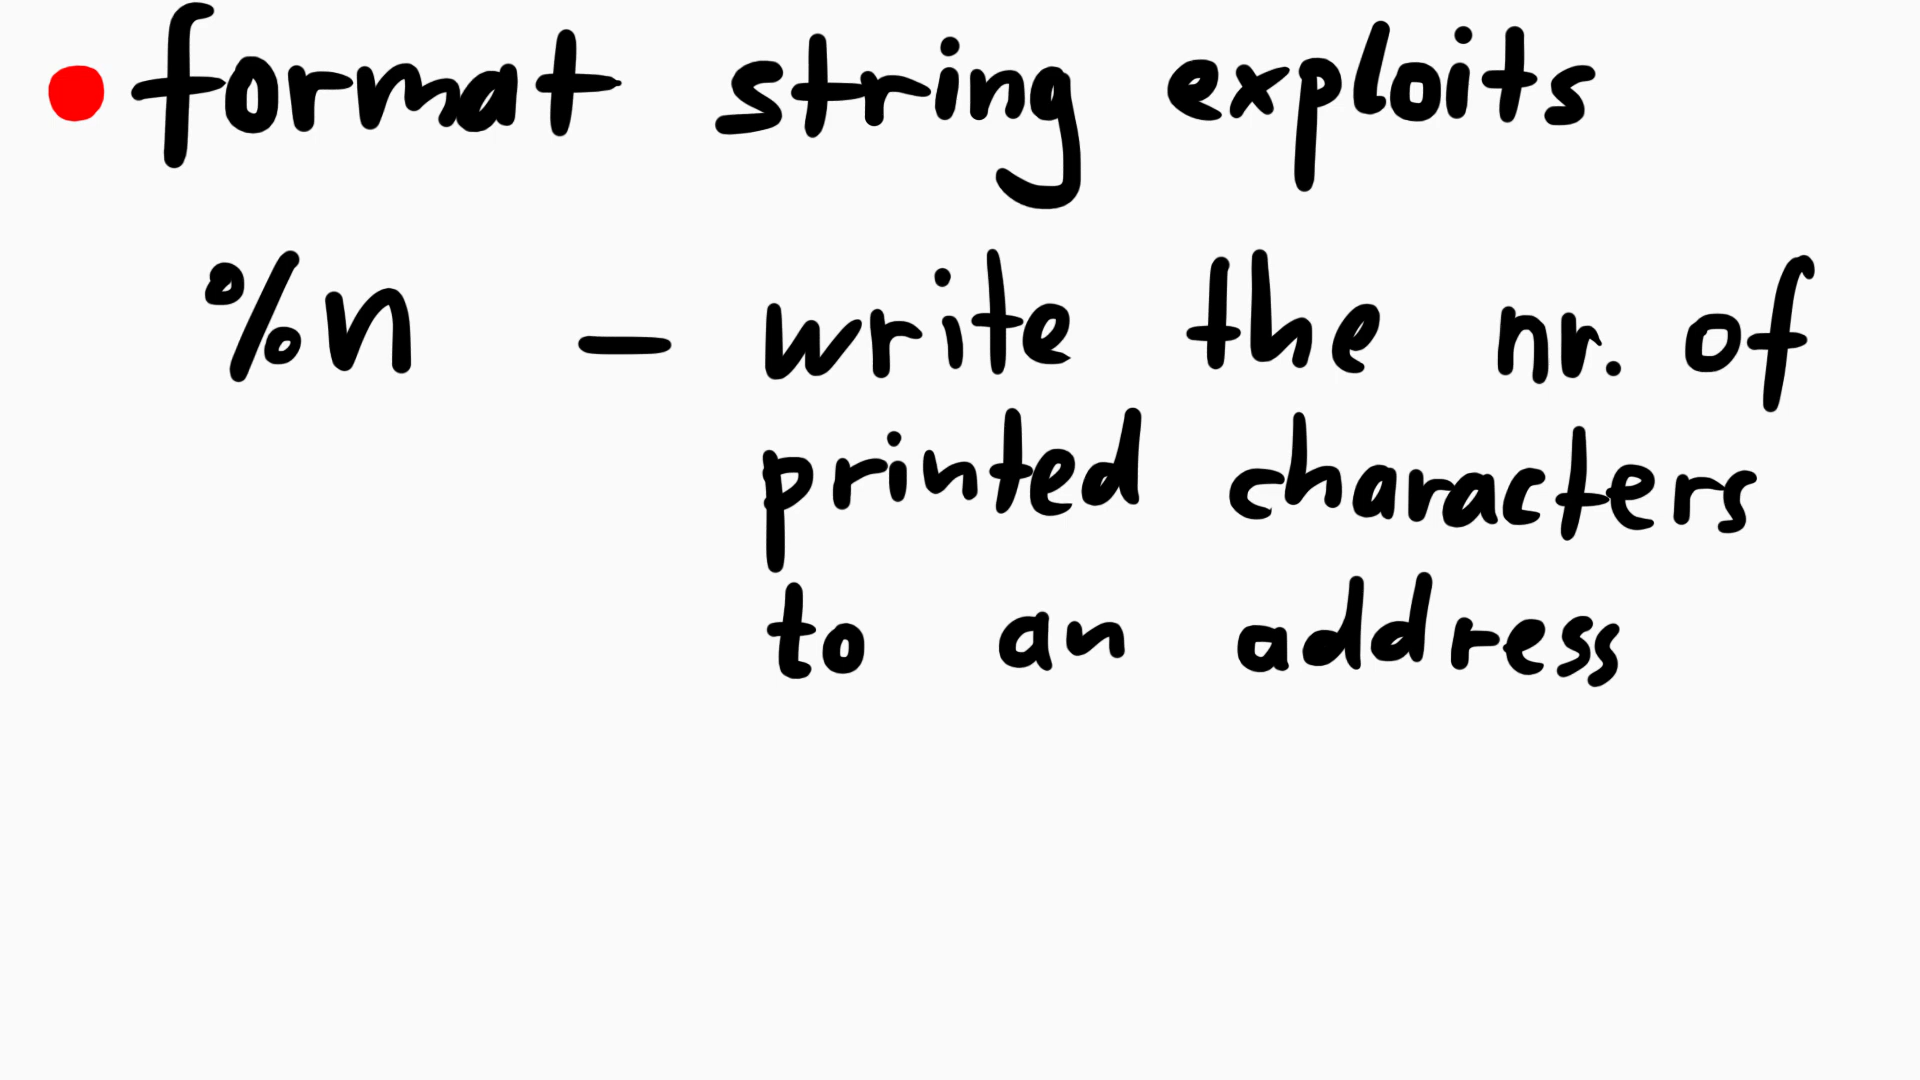 • format string exploits
%n – write the nr. of
printed characters
to an address